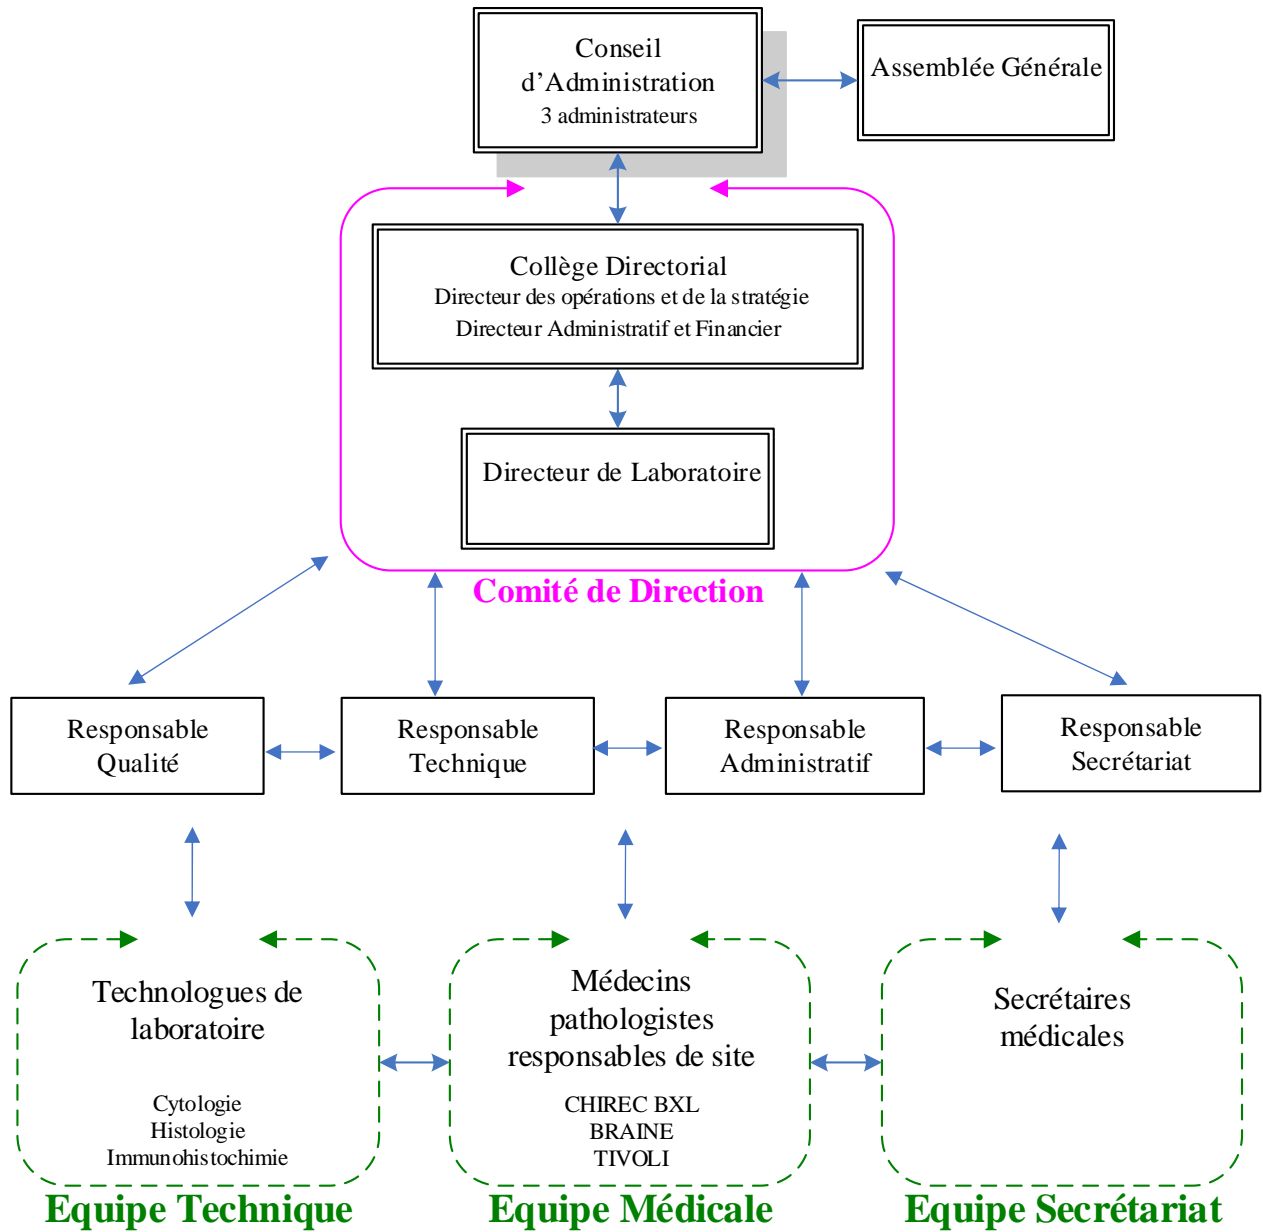 Conseil
d’Administration
3 administrateurs
Assemblée Générale
Collège Directorial
Directeur des opérations et de la stratégie
Directeur Administratif et Financier
Directeur de Laboratoire
Comité de Direction
Responsable
Qualité
Responsable
Technique
Responsable
Administratif
Responsable
Secrétariat
Technologues de
laboratoire
Cytologie
Histologie
Immunohistochimie
Equipe Technique
Médecins
pathologistes
responsables de site
CHIREC BXL
BRAINE
TIVOLI
Equipe Médicale
Secrétaires
médicales
Equipe Secrétariat